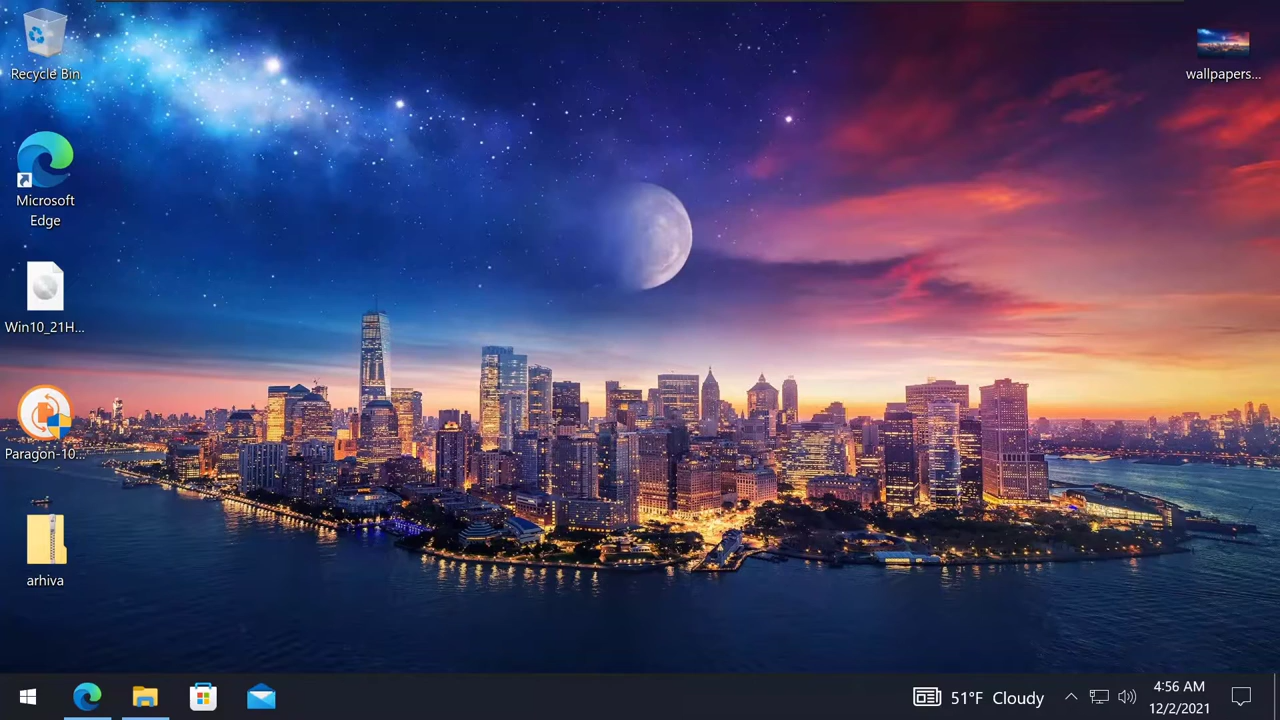 Recycle Bin
wallpapers...
Microsoft
Edge
Win10_21H...
Paragon-10...
arhiva
51°F Cloudy
4:56 AM
12/2/2021